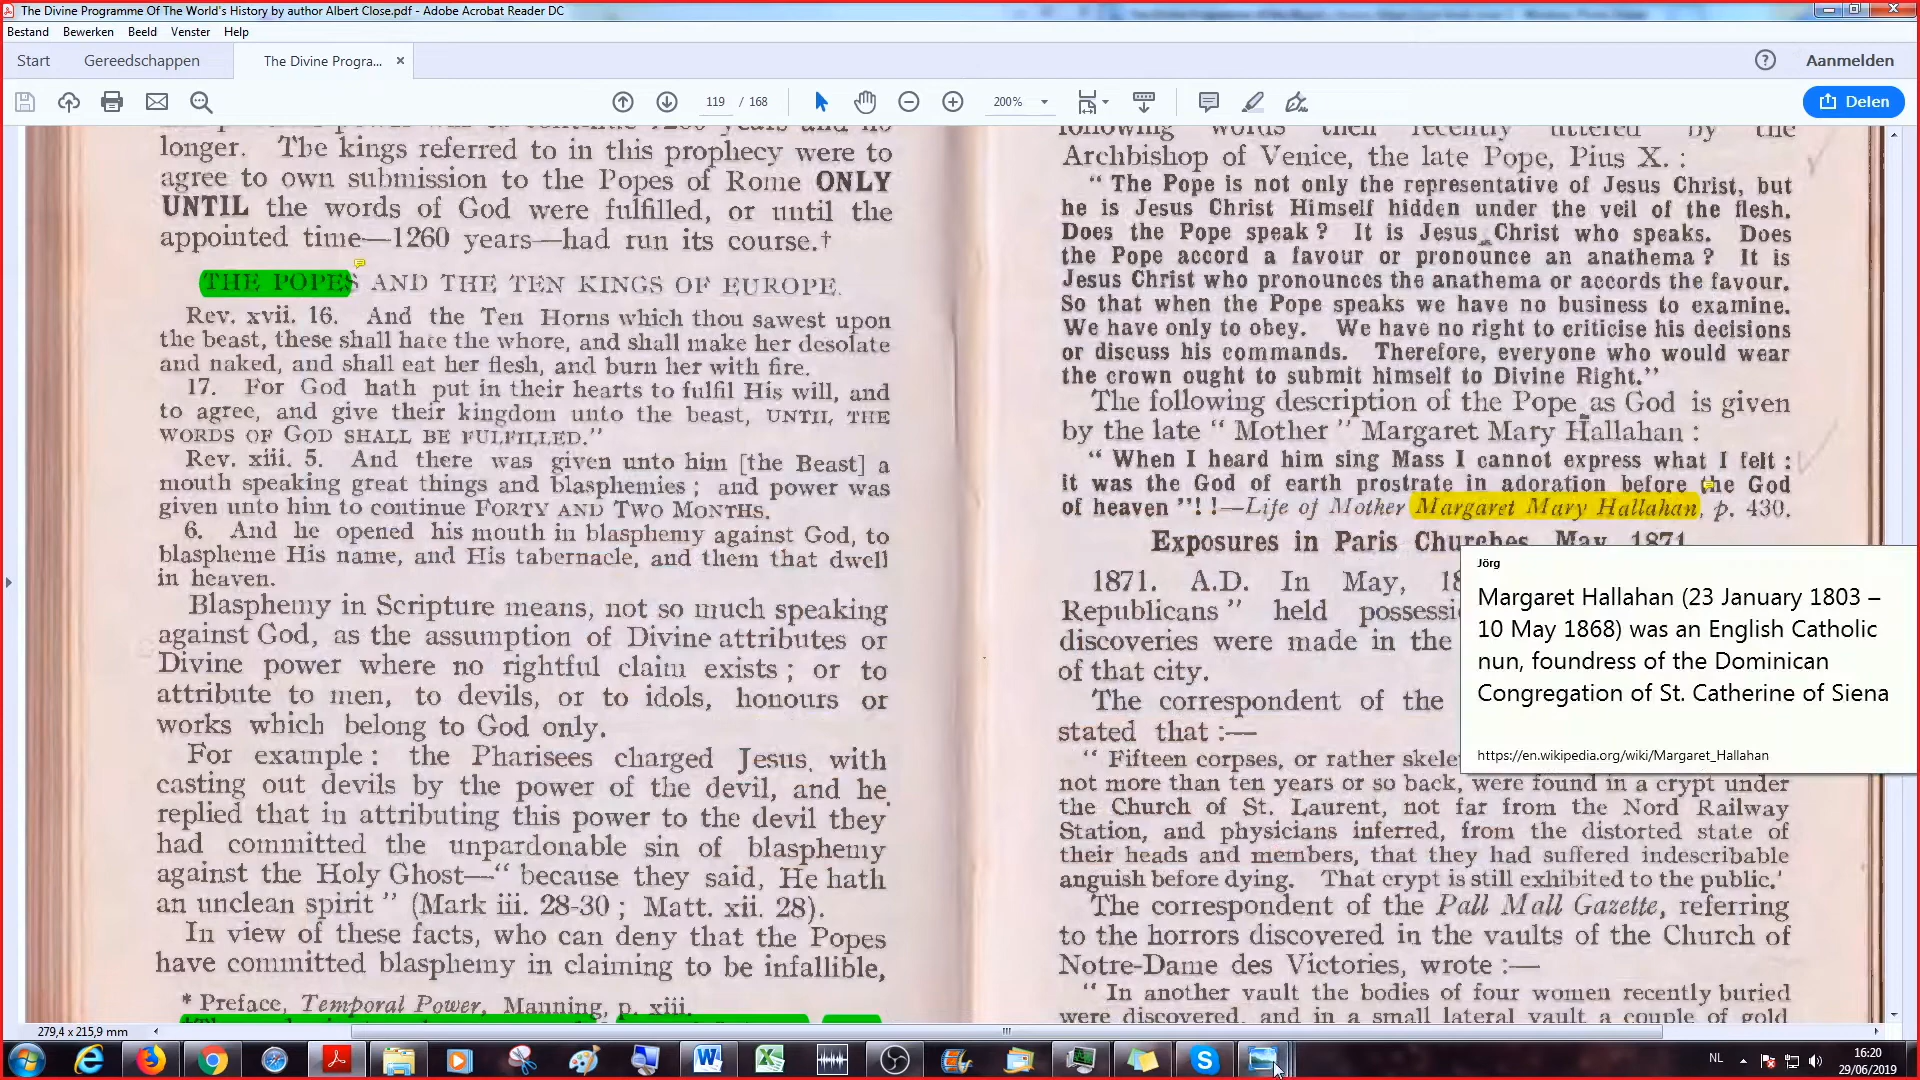 The Divine Programme Of The World's History by author Albert Close.pdf - Adobe Acrobat Reader DC
Bestand Bewerken Beeld Venster Help
Start Gereedschappen The Divine Progra... × Aanmelden
119 / 168 200% Delen
longer. The kings referred to in this prophecy were to
agree to own submission to the Popes of Rome ONLY
UNTIL the words of God were fulfilled, or until the
appointed time—1260 years—had run its course.†
THE POPES AND THE TEN KINGS OF EUROPE.
Rev. xvii. 16. And the Ten Horns which thou sawest upon
the beast, these shall hate the whore, and shall make her desolate
and naked, and shall eat her flesh, and burn her with fire.
17. For God hath put in their hearts to fulfil His will, and
to agree, and give their kingdom unto the beast, UNTIL THE
WORDS OF GOD SHALL BE FULFILLED."
Rev. xiii. 5. And there was given unto him [the Beast] a
mouth speaking great things and blasphemies ; and power was
given unto him to continue FORTY AND TWO MONTHS.
6. And he opened his mouth in blasphemy against God, to
blaspheme His name, and His tabernacle, and them that dwell
in heaven.
Blasphemy in Scripture means, not so much speaking
against God, as the assumption of Divine attributes or
Divine power where no rightful claim exists ; or to
attribute to men, to devils, or to idols, honours or
works which belong to God only.
For example : the Pharisees charged Jesus with
casting out devils by the power of the devil, and he
replied that in attributing this power to the devil they
had committed the unpardonable sin of blasphemy
against the Holy Ghost—" because they said, He hath
an unclean spirit " (Mark iii. 28-30 ; Matt. xii. 28).
In view of these facts, who can deny that the Popes
have committed blasphemy in claiming to be infallible,
* Preface, Temporal Power, Manning, p. xiii.
following words then recently uttered by the
Archbishop of Venice, the late Pope, Pius X. :
" The Pope is not only the representative of Jesus Christ, but
he is Jesus Christ Himself hidden under the veil of the flesh.
Does the Pope speak ? It is Jesus Christ who speaks. Does
the Pope accord a favour or pronounce an anathema ? It is
Jesus Christ who pronounces the anathema or accords the favour.
So that when the Pope speaks we have no business to examine.
We have only to obey. We have no right to criticise his decisions
or discuss his commands. Therefore, everyone who would wear
the crown ought to submit himself to Divine Right."
The following description of the Pope as God is given
by the late " Mother " Margaret Mary Hallahan :
" When I heard him sing Mass I cannot express what I felt :
it was the God of earth prostrate in adoration before the God
of heaven "! !—Life of Mother Margaret Mary Hallahan, p. 430.
Exposures in Paris Churches, May, 1871
1871. A.D. In May,
Republicans " held
discoveries were made in the
of that city.
The correspondent of the
stated that :—
" Fifteen corpses, or rather
not more than ten years or so back, were found in a crypt under
the Church of St. Laurent, not far from the Nord Railway
Station, and physicians inferred, from the distorted state of
their heads and members, that they had suffered indescribable
anguish before dying. That crypt is still exhibited to the public.'
The correspondent of the Pall Mall Gazette, referring
to the horrors discovered in the vaults of the Church of
Notre-Dame des Victories, wrote :—
" In another vault the bodies of four women recently buried
were discovered, and in a small lateral vault a couple of gold
Jörg
Margaret Hallahan (23 January 1803 –
10 May 1868) was an English Catholic
nun, foundress of the Dominican
Congregation of St. Catherine of Siena
https://en.wikipedia.org/wiki/Margaret_Hallahan
279,4 x 215,9 mm
NL 16:20
29/06/2019